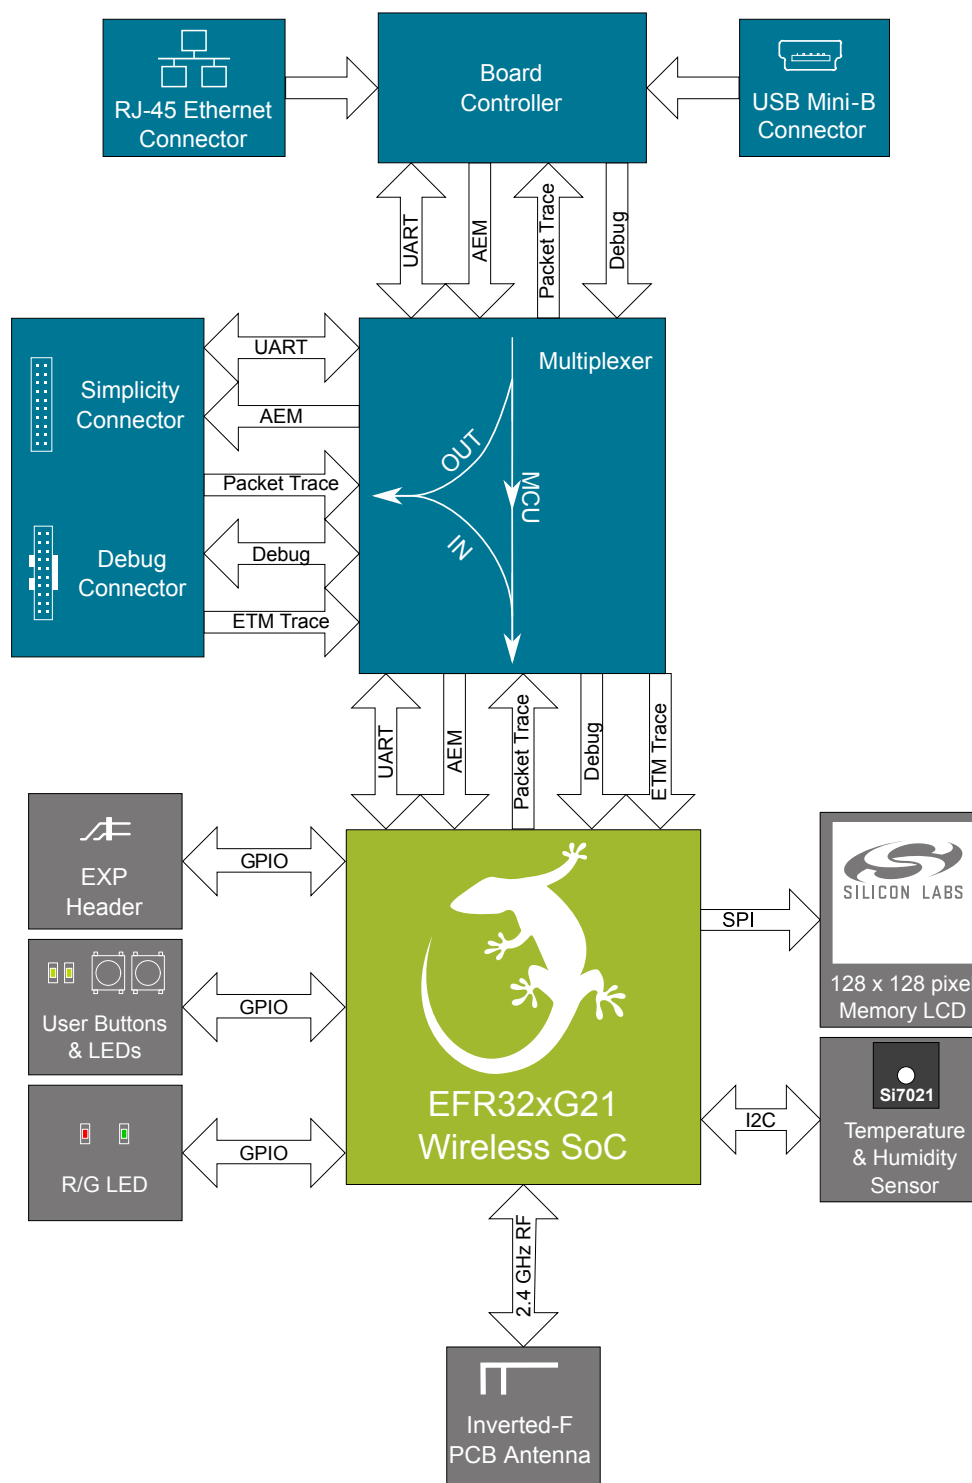 RJ-45 Ethernet
Connector
Board
Controller
USB Mini-B
Connector
UART
AEM
Packet Trace
Debug
Simplicity
Connector
Debug
Connector
UART
AEM
Packet Trace
Debug
ETM Trace
Multiplexer
OUT
MCU
IN
UART
AEM
Packet Trace
Debug
ETM Trace
EXP
Header
GPIO
User Buttons
& LEDs
GPIO
R/G LED
GPIO
EFR32xG21
Wireless SoC
SPI
SILICON LABS
128 x 128 pixel
Memory LCD
I2C
Si7021
Temperature
& Humidity
Sensor
2.4 GHz RF
Inverted-F
PCB Antenna